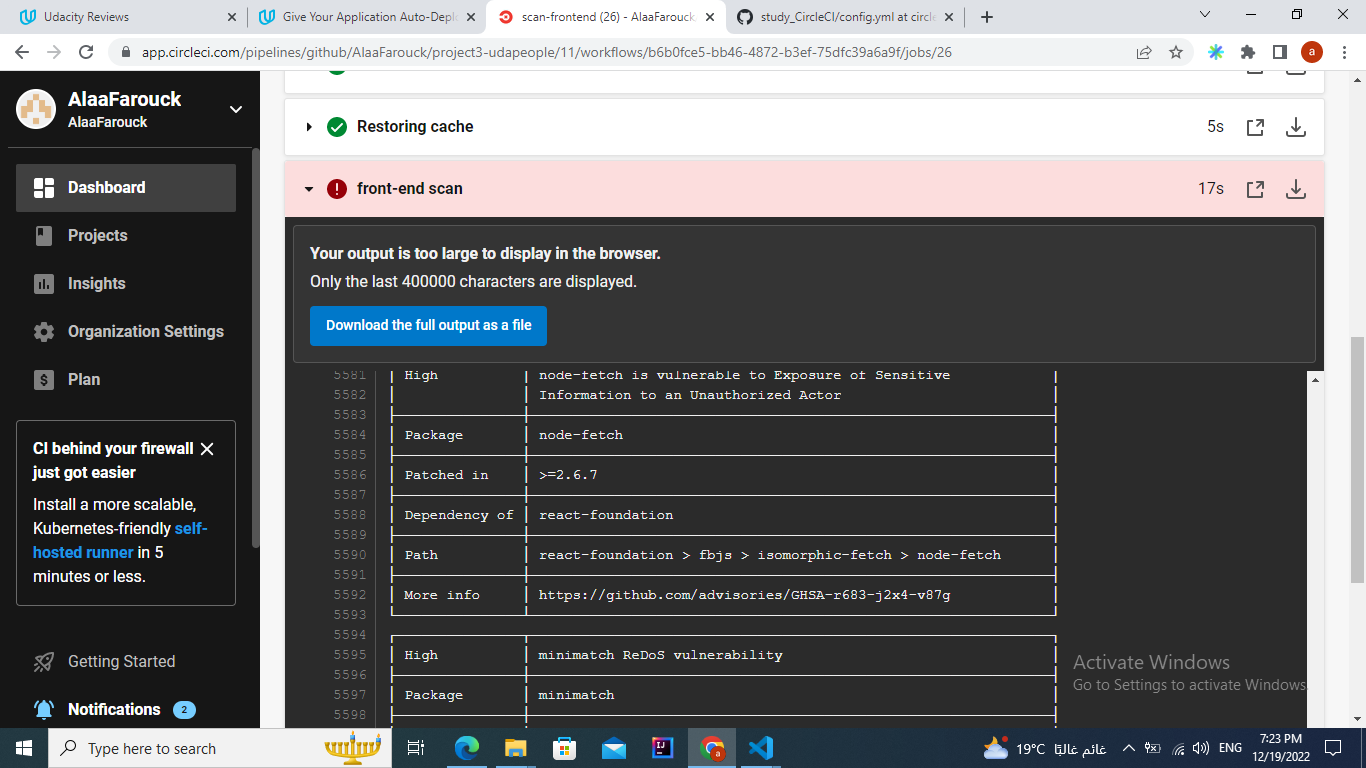 Udacity Reviews
Give Your Application Auto-Deplo
scan-frontend (26) - AlaaFarouck
study_CircleCI/config.yml at circle
app.circleci.com/pipelines/github/AlaaFarouck/project3-udapeople/11/workflows/b6b0fce5-bb46-4872-b3ef-75dfc39a6a9f/jobs/26
a
AlaaFarouck
AlaaFarouck
Dashboard
Projects
Insights
Organization Settings
Plan
CI behind your firewall
just got easier
Install a more scalable,
Kubernetes-friendly self-
hosted runner in 5
minutes or less.
Getting Started
Notifications 2
Restoring cache 5s
front-end scan 17s
Your output is too large to display in the browser.
Only the last 400000 characters are displayed.
Download the full output as a file
5581 High node-fetch is vulnerable to Exposure of Sensitive
5582 Information to an Unauthorized Actor
5583
5584 Package node-fetch
5585
5586 Patched in >=2.6.7
5587
5588 Dependency of react-foundation
5589
5590 Path react-foundation > fbjs > isomorphic-fetch > node-fetch
5591
5592 More info https://github.com/advisories/GHSA-r683-j2x4-v87g
5593
5594
5595 High minimatch ReDoS vulnerability
5596
5597 Package minimatch
5598
Activate Windows
Go to Settings to activate Windows
Type here to search
19°C غائم غالبًا
ENG
7:23 PM
12/19/2022